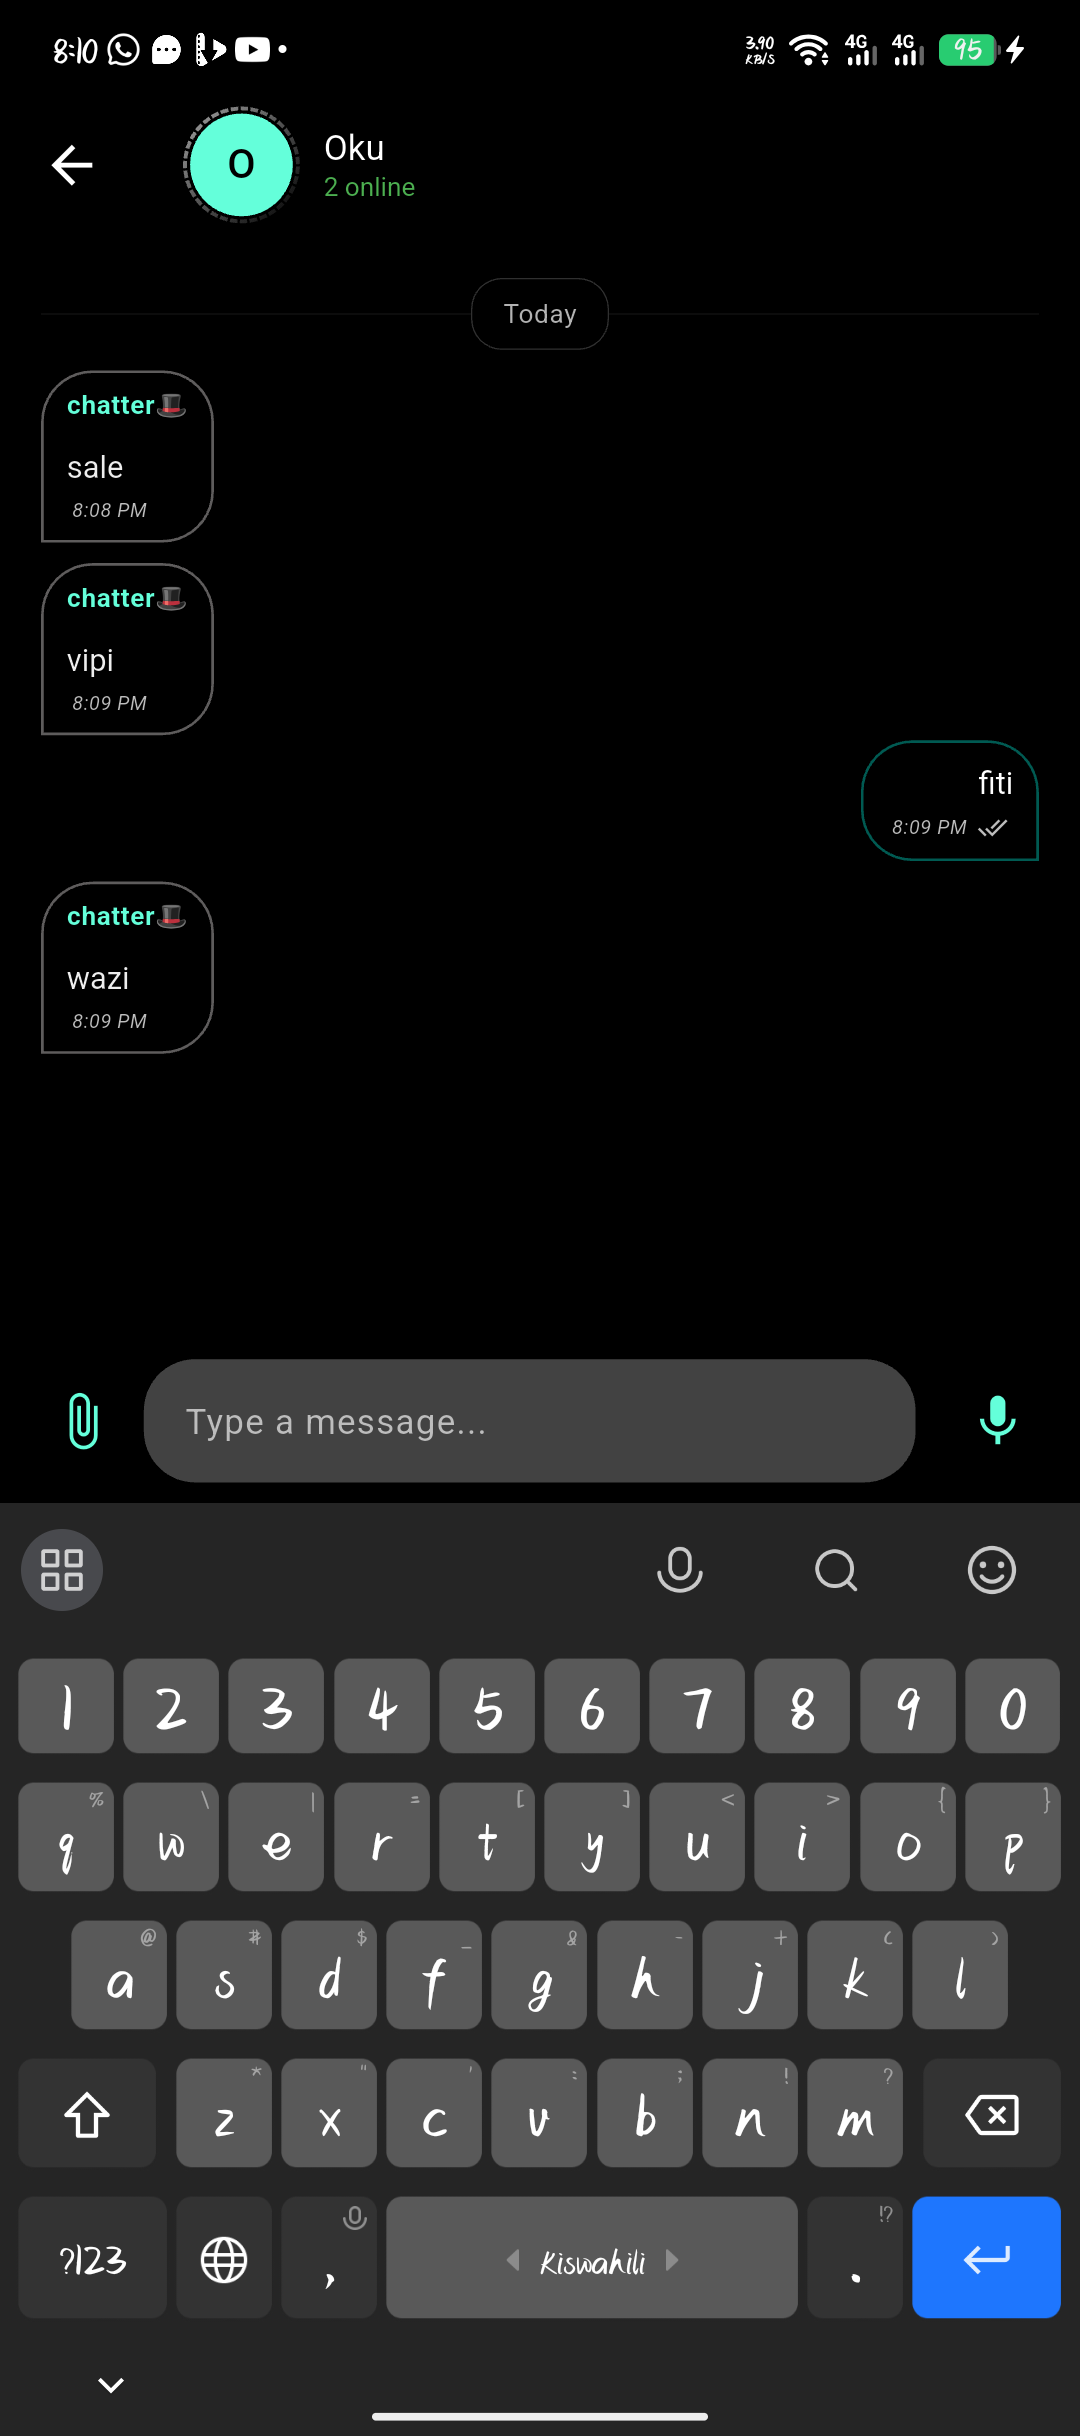 8:10
3.90
KB/S
4G
4G
95
O
Oku
2 online
Today
chatter🎩
sale
8:08 PM
chatter🎩
vipi
8:09 PM
fiti
8:09 PM
chatter🎩
wazi
8:09 PM
Type a message...
1 2 3 4 5 6 7 8 9 0
% \ | = [ ] < > { }
q w e r t y u i o p
@ # $ _ & - + ( )
a s d f g h j k l
* " ' : ; ! ?
z x c v b n m
!?
?123 , Kiswahili .